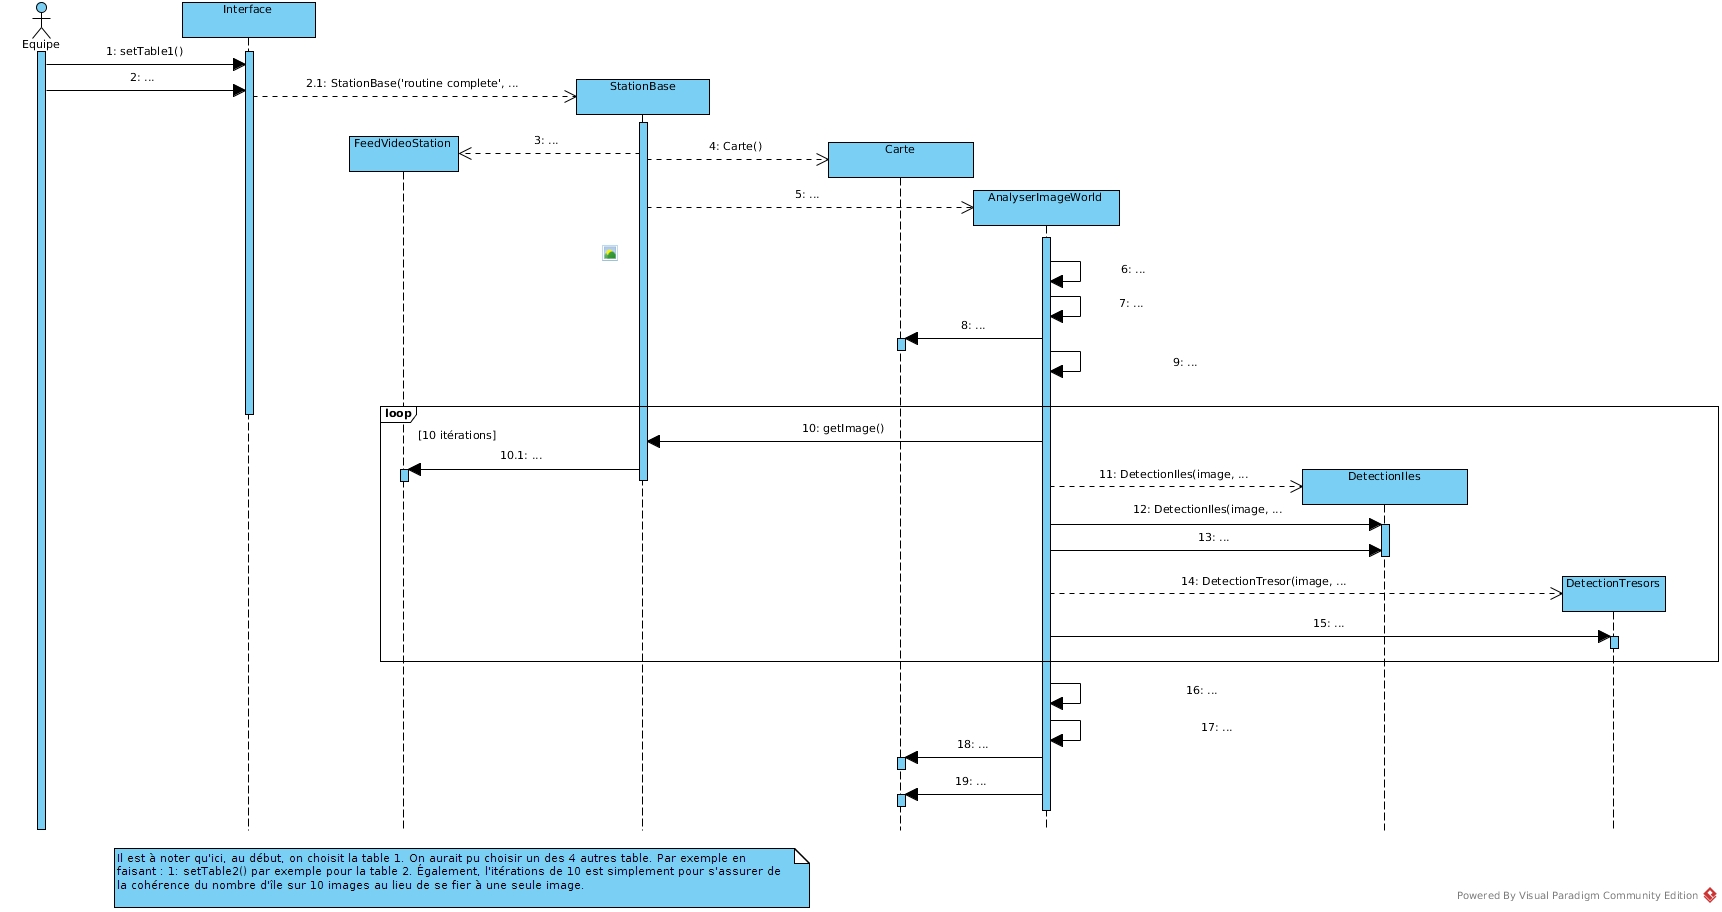 Interface
Equipe
1: setTable1()
2: ...
2.1: StationBase('routine complete', ...
StationBase
FeedVideoStation
3: ...
4: Carte()
Carte
5: ...
AnalyserImageWorld
6: ...
7: ...
8: ...
9: ...
loop
[10 itérations]
10: getImage()
10.1: ...
11: DetectionIles(image, ...
DetectionIles
12: DetectionIles(image, ...
13: ...
14: DetectionTresor(image, ...
DetectionTresors
15: ...
16: ...
17: ...
18: ...
19: ...
Il est à noter qu'ici, au début, on choisit la table 1. On aurait pu choisir un des 4 autres table. Par exemple en
faisant : 1: setTable2() par exemple pour la table 2. Également, l'itérations de 10 est simplement pour s'assurer de
la cohérence du nombre d'île sur 10 images au lieu de se fier à une seule image.
Powered By Visual Paradigm Community Edition